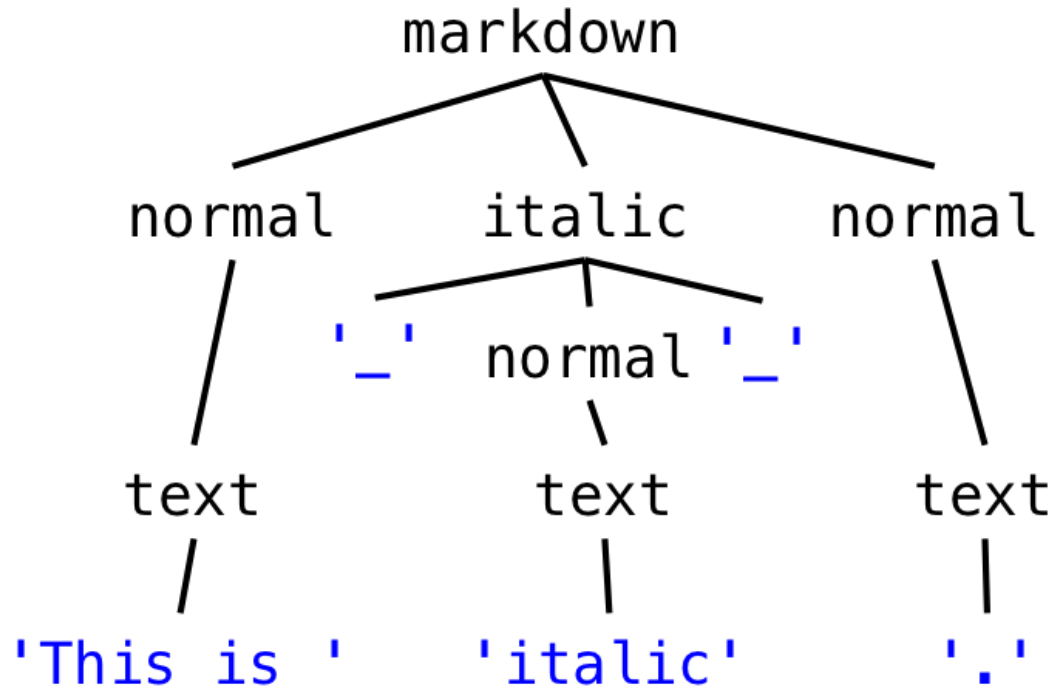 markdown
normal italic normal
'_' normal '_'
text text text
'This is ' 'italic' '.'